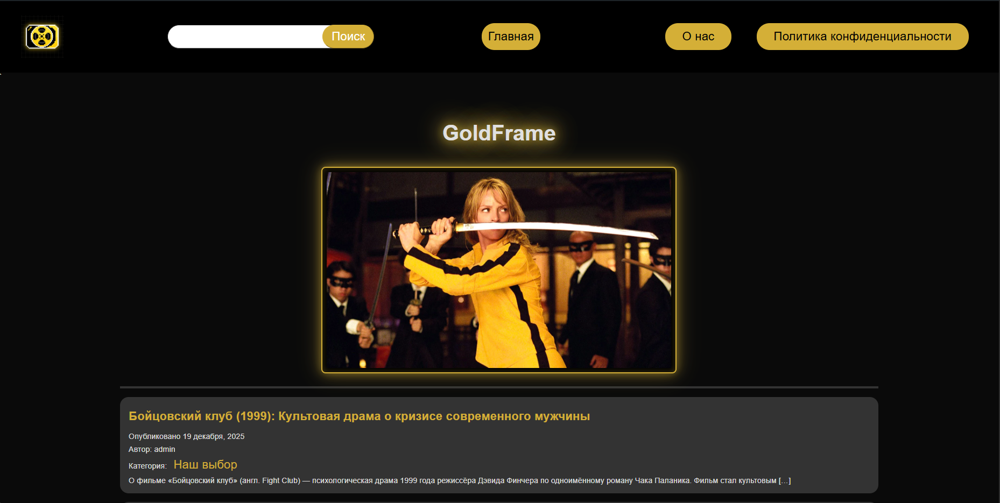 Поиск
Главная
О нас
Политика конфиденциальности
GoldFrame
Бойцовский клуб (1999): Культовая драма о кризисе современного мужчины
Опубликовано 19 декабря, 2025
Автор: admin
Категория: Наш выбор
О фильме «Бойцовский клуб» (англ. Fight Club) — психологическая драма 1999 года режиссёра Дэвида Финчера по одноимённому роману Чака Паланика. Фильм стал культовым […]